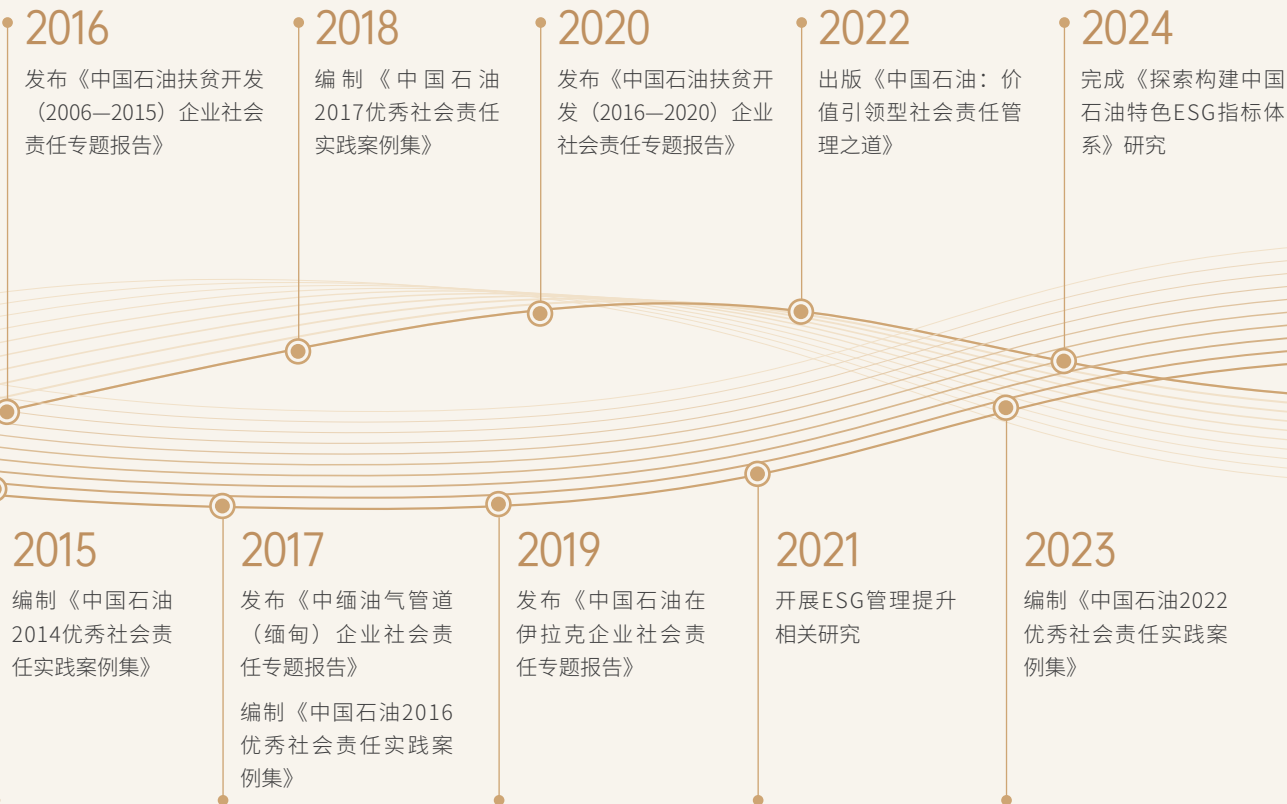 2016
发布《中国石油扶贫开发
（2006—2015）企业社会
责任专题报告》
2018
编制《中国石油
2017优秀社会责任
实践案例集》
2020
发布《中国石油扶贫开
发（2016—2020）企业
社会责任专题报告》
2022
出版《中国石油：价
值引领型社会责任管
理之道》
2024
完成《探索构建中国
石油特色ESG指标体
系》研究
2015
编制《中国石油
2014优秀社会责
任实践案例集》
2017
发布《中缅油气管道
（缅甸）企业社会责
任专题报告》
编制《中国石油2016
优秀社会责任实践案
例集》
2019
发布《中国石油在
伊拉克企业社会责
任专题报告》
2021
开展ESG管理提升
相关研究
2023
编制《中国石油2022
优秀社会责任实践案
例集》